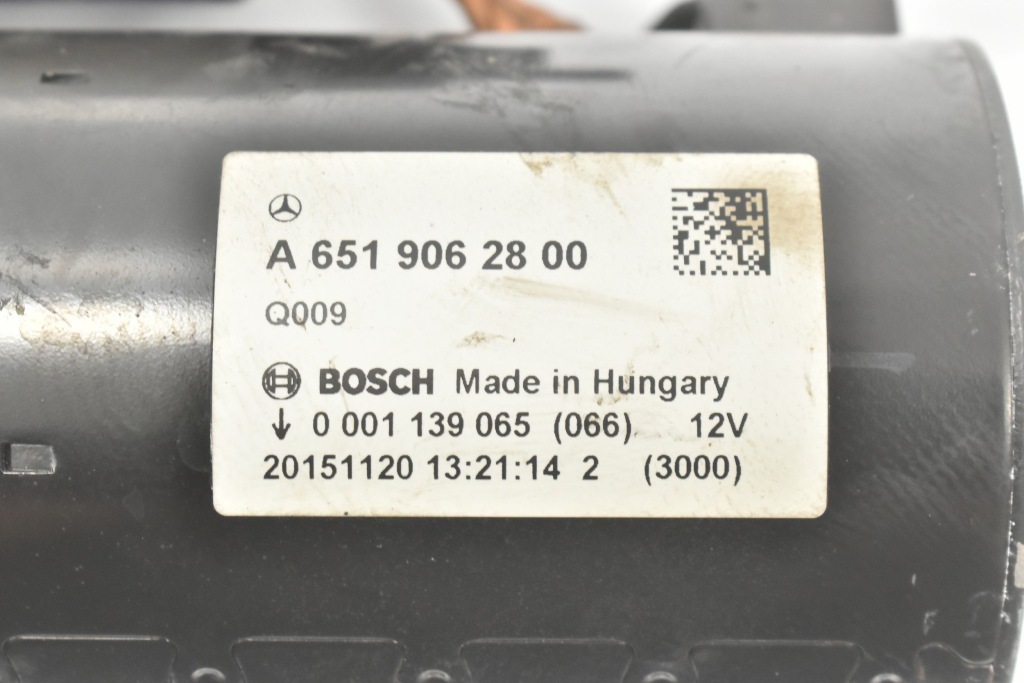 A 651 906 28 00
Q009
BOSCH Made in Hungary
↓ 0 001 139 065 (066) 12V
20151120 13:21:14 2 (3000)